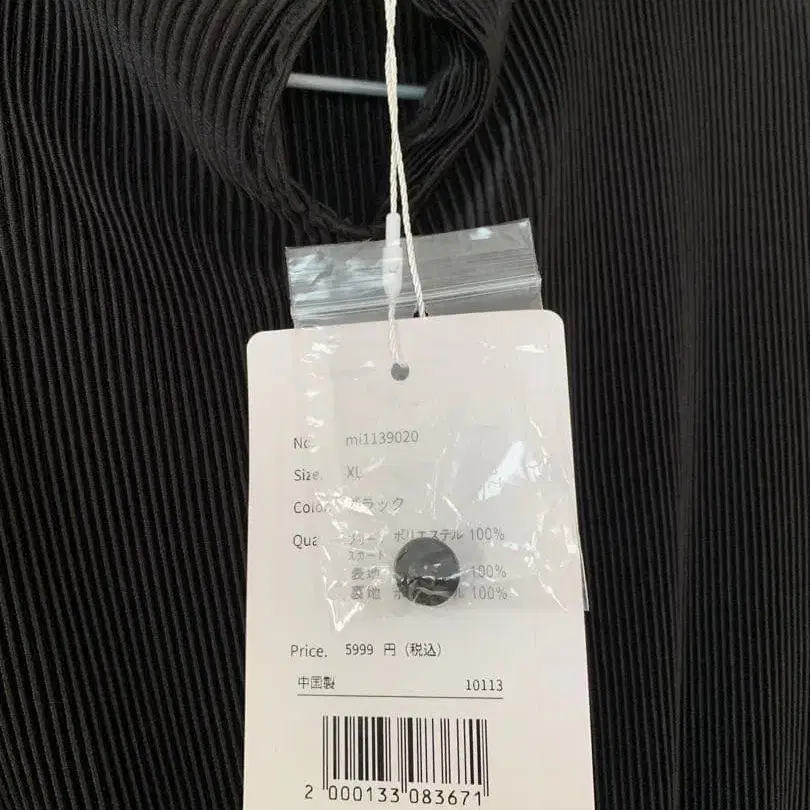 No. mi1139020
Size. XL
Color. ブラック
Qua ポリエステル 100%
スカート
表地 100%
裏地 100%
Price. 5999 円 (税込)
中国製 10113
2 000133 083671